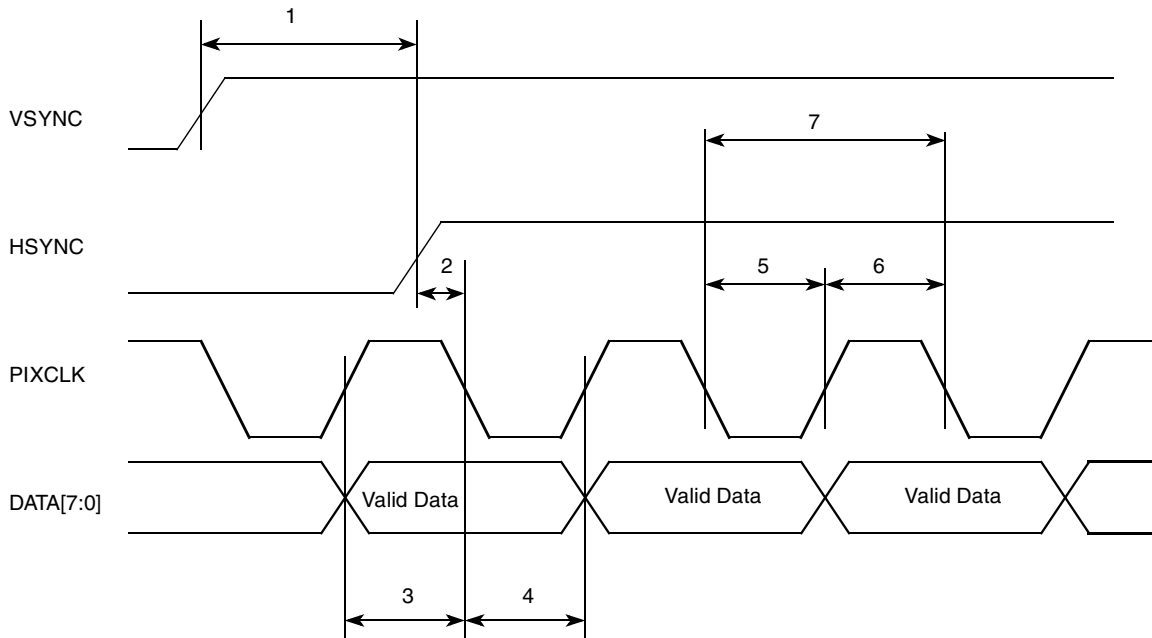 1
VSYNC
7
HSYNC
2
5
6
PIXCLK
DATA[7:0]
Valid Data
Valid Data
Valid Data
3
4